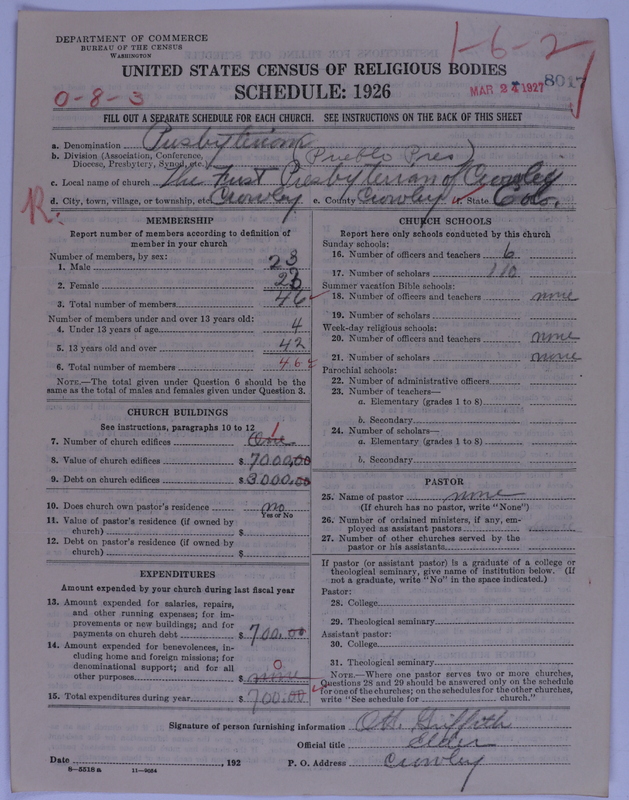 DEPARTMENT OF COMMERCE
BUREAU OF THE CENSUS
WASHINGTON
1-6-2
UNITED STATES CENSUS OF RELIGIOUS BODIES
SCHEDULE: 1926
0-8-3
MAR 24 1927
8017
FILL OUT A SEPARATE SCHEDULE FOR EACH CHURCH. SEE INSTRUCTIONS ON THE BACK OF THIS SHEET
a. Denomination Presbyterian
b. Division (Association, Conference, Diocese, Presbytery, Synod, etc.) (Pueblo Pres)
c. Local name of church The First Presbyterian of Crowley
R.
d. City, town, village, or township, etc. Crowley e. County Crowley f. State Colo.
MEMBERSHIP
Report number of members according to definition of
member in your church
Number of members, by sex:
1. Male 23
2. Female 23
3. Total number of members 46
Number of members under and over 13 years old:
4. Under 13 years of age 4
5. 13 years old and over 42
6. Total number of members 46
NOTE.—The total given under Question 6 should be
same as the total of males and females given under Question 3.
CHURCH BUILDINGS
See instructions, paragraphs 10 to 12
7. Number of church edifices One 1
8. Value of church edifices $ 7000.00
9. Debt on church edifices $ 3000.00
10. Does church own pastor's residence no
Yes or No
11. Value of pastor's residence (if owned by
church) $
12. Debt on pastor's residence (if owned by
church) $
EXPENDITURES
Amount expended by your church during last fiscal year
13. Amount expended for salaries, repairs,
and other running expenses; for im-
provements or new buildings; and for
payments on church debt $ 700.00
14. Amount expended for benevolences, in-
cluding home and foreign missions; for
denominational support; and for all
other purposes $ none 0
15. Total expenditures during year $ 700.00
CHURCH SCHOOLS
Report here only schools conducted by this church
Sunday schools:
16. Number of officers and teachers 6
17. Number of scholars 110
Summer vacation Bible schools:
18. Number of officers and teachers none
19. Number of scholars
Week-day religious schools:
20. Number of officers and teachers none
21. Number of scholars none
Parochial schools:
22. Number of administrative officers
23. Number of teachers—
a. Elementary (grades 1 to 8)
b. Secondary
24. Number of scholars—
a. Elementary (grades 1 to 8)
b. Secondary
PASTOR
25. Name of pastor none
(If church has no pastor, write "None")
26. Number of ordained ministers, if any, em-
ployed as assistant pastors
27. Number of other churches served by the
pastor or his assistants
If pastor (or assistant pastor) is a graduate of a college or
theological seminary, give name of institution below. (If
not a graduate, write "No" in the space indicated.)
Pastor:
28. College
29. Theological seminary
Assistant pastor:
30. College
31. Theological seminary
NOTE.—Where one pastor serves two or more churches,
Questions 28 and 29 should be answered only on the schedule
for one of the churches; on the schedules for the other churches,
write "See schedule for church."
Signature of person furnishing information Griffith
Official title Elder
Date , 192 P. O. Address Crowley
8—5518 a 11—9024